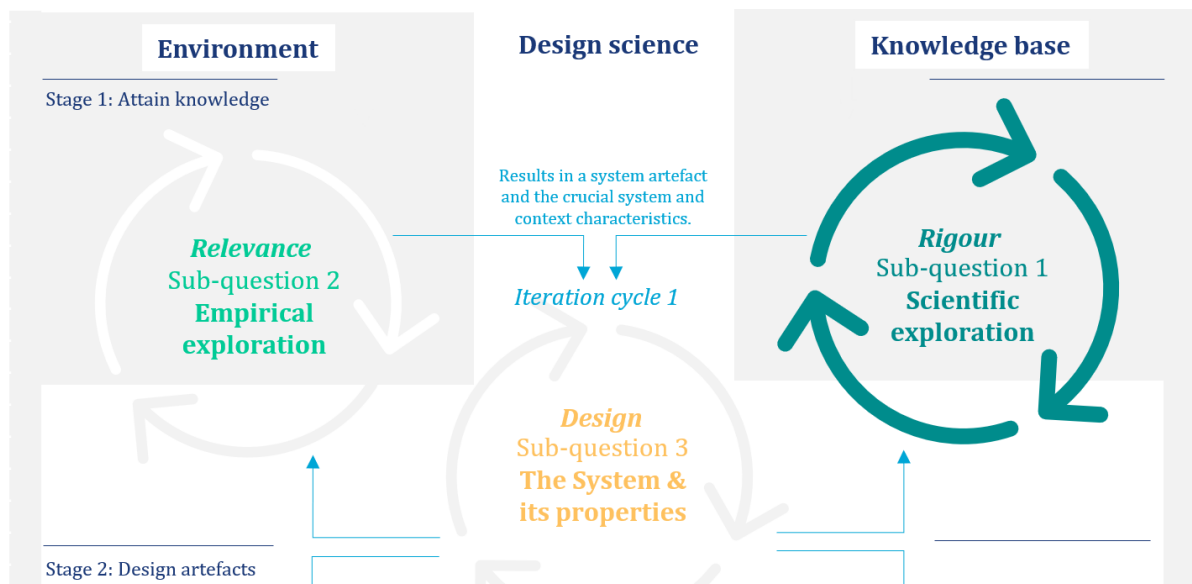 Environment
Design science
Knowledge base
Stage 1: Attain knowledge
Results in a system artefact
and the crucial system and
context characteristics.
Relevance
Sub-question 2
Empirical
exploration
Rigour
Sub-question 1
Scientific
exploration
Iteration cycle 1
Design
Sub-question 3
The System &
its properties
Stage 2: Design artefacts